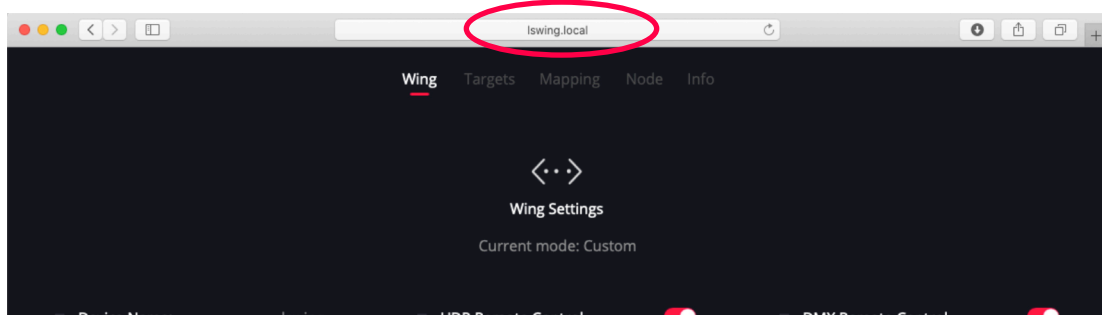 lswing.local
Wing Targets Mapping Node Info
Wing Settings
Current mode: Custom